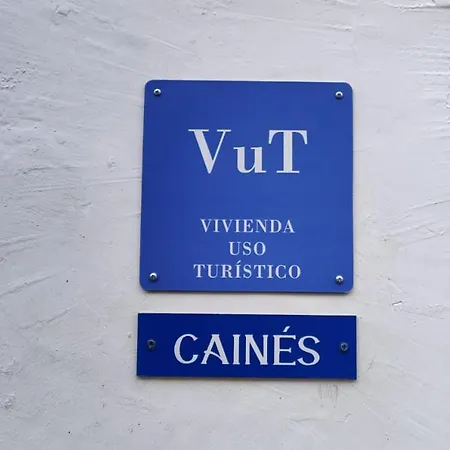 VuT
VIVIENDA
USO
TURÍSTICO
CAINÉS